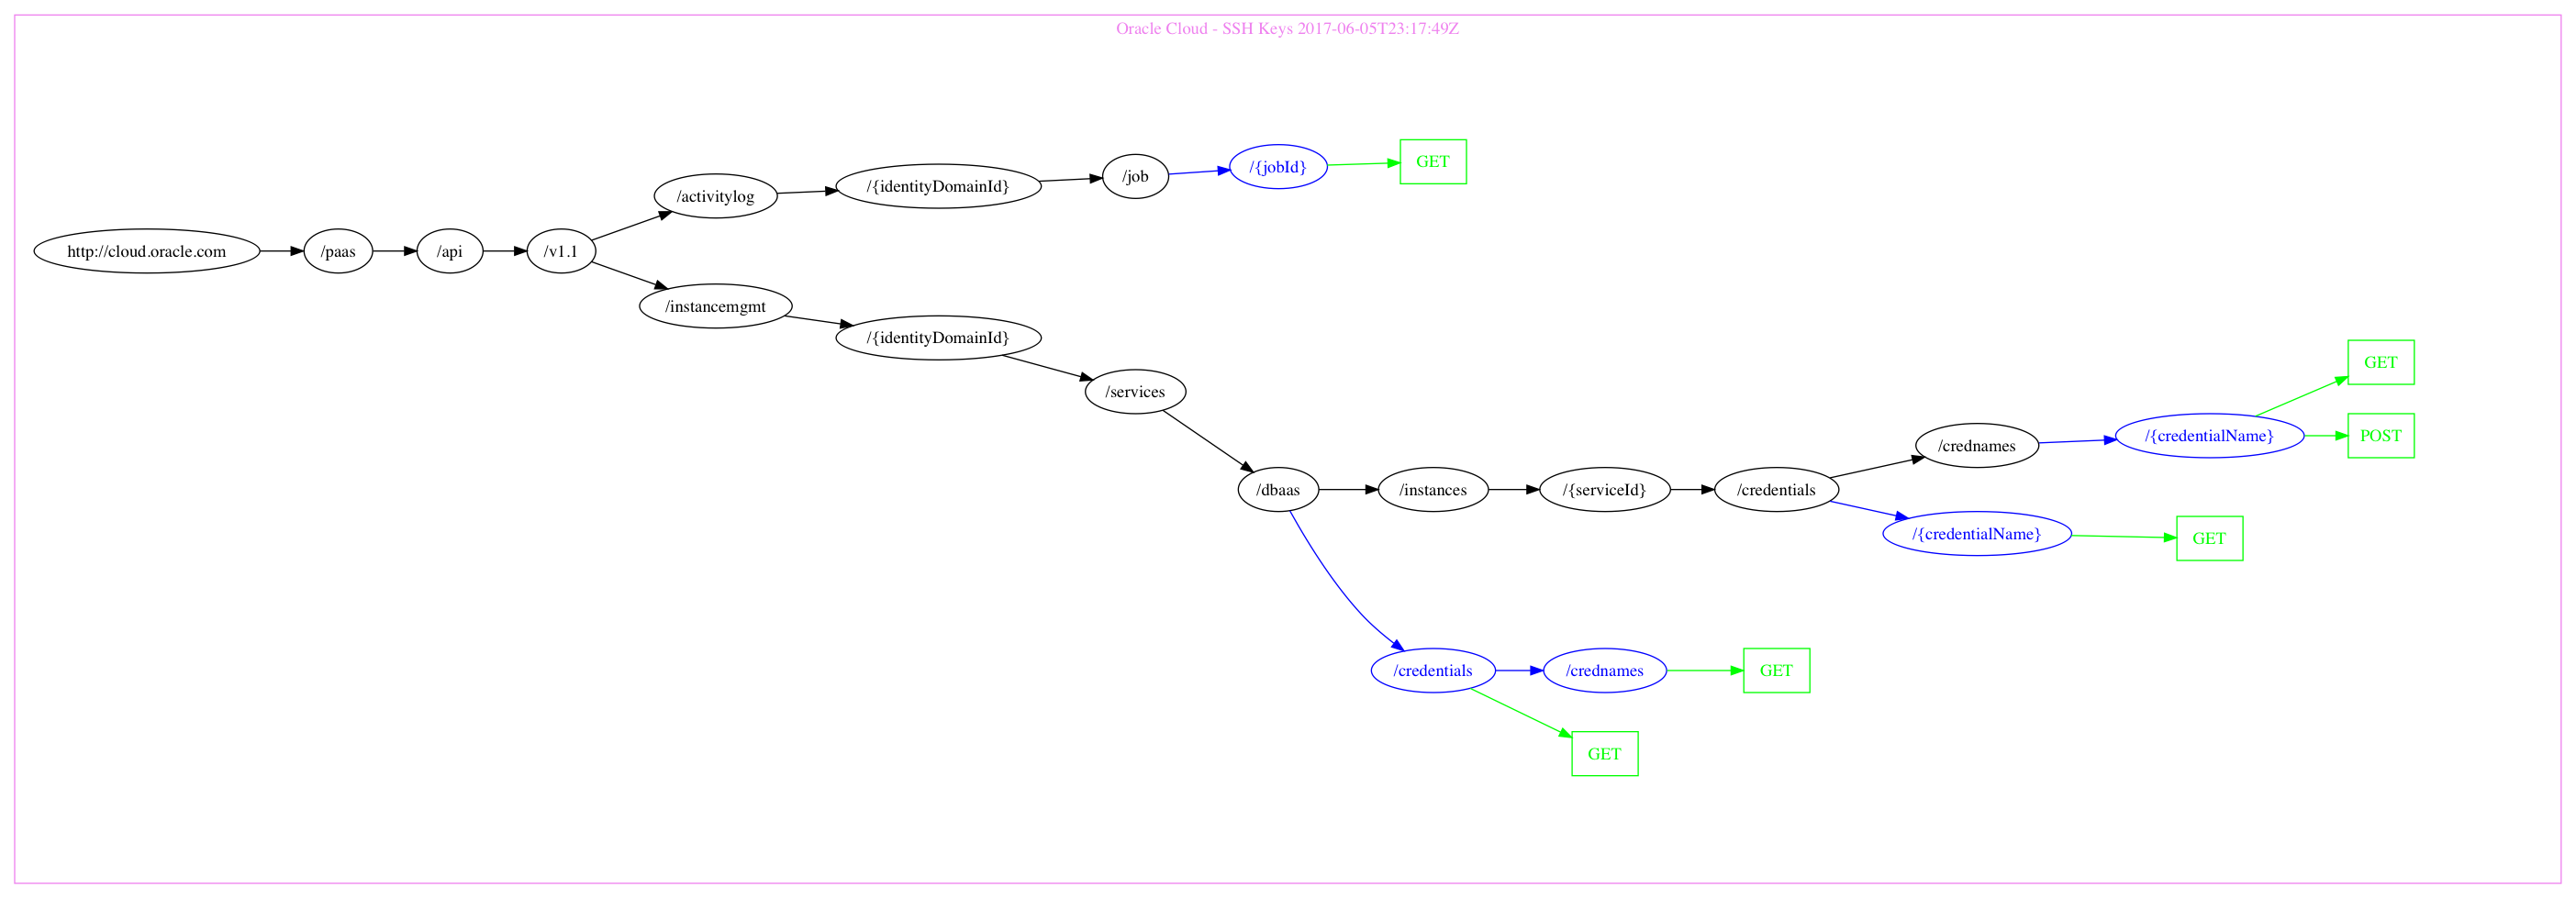 Oracle Cloud - SSH Keys 2017-06-05T23:17:49Z
http://cloud.oracle.com
/paas
/api
/v1.1
/activitylog
/{identityDomainId}
/job
/{jobId}
GET
/instancemgmt
/{identityDomainId}
/services
/dbaas
/instances
/{serviceId}
/credentials
/crednames
/{credentialName}
GET
POST
/{credentialName}
GET
/credentials
/crednames
GET
GET